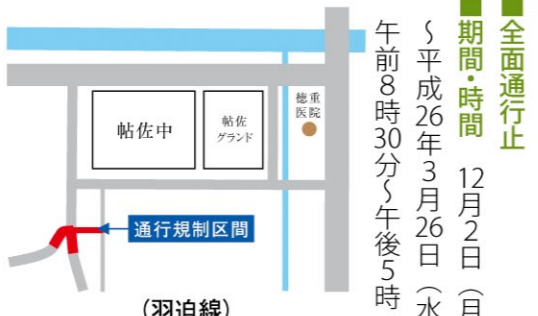 ■全面通行止
■期間・時間　12月2日（月
～平成26年3月26日（水
午前8時30分～午後5時
帖佐中
帖佐
グランド
徳重
医院
通行規制区間
（羽泊線）